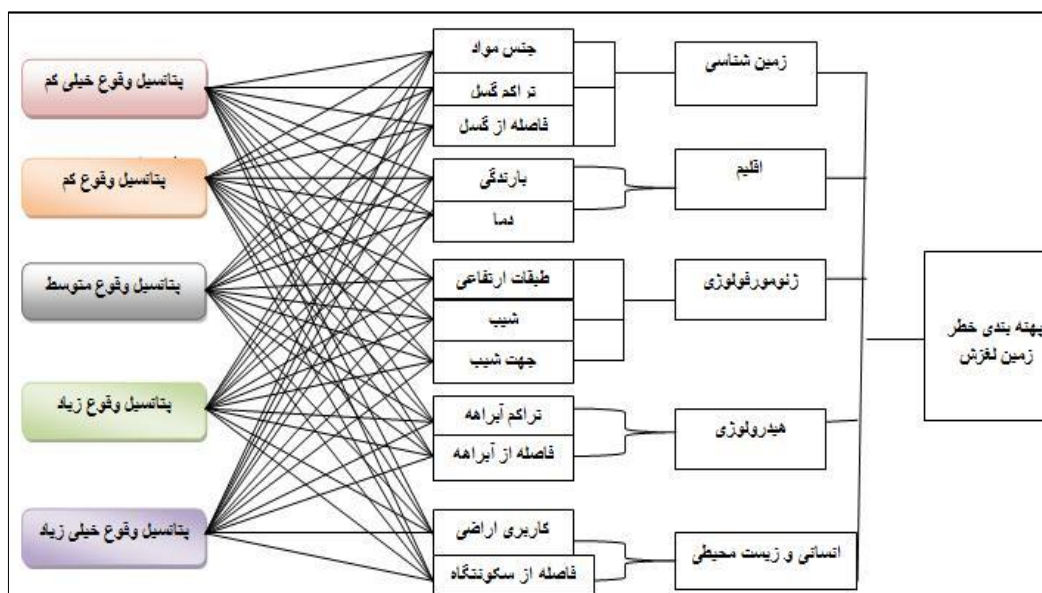 پهنه بندی خطر
زمین لغزش
زمین شناسی
اقلیم
ژئومورفولوژی
هیدرولوژی
انسانی و زیست محیطی
جنس مواد
تراکم گسل
فاصله از گسل
بارندگی
دما
طبقات ارتفاعی
شیب
جهت شیب
تراکم آبراهه
فاصله از آبراهه
کاربری اراضی
فاصله از سکونتگاه
پتانسیل وقوع خیلی کم
پتانسیل وقوع کم
پتانسیل وقوع متوسط
پتانسیل وقوع زیاد
پتانسیل وقوع خیلی زیاد